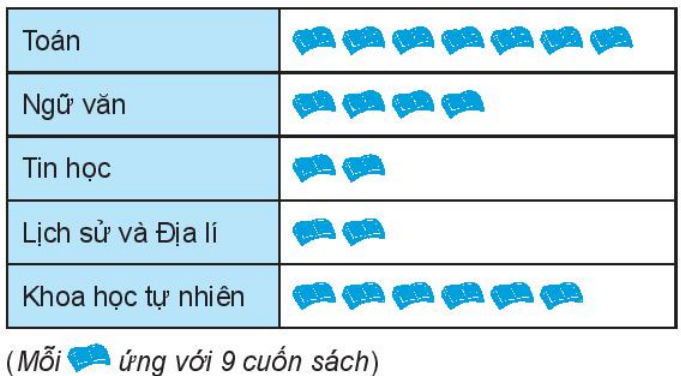 Toán
Ngữ văn
Tin học
Lịch sử và Địa lí
Khoa học tự nhiên
(Mỗi ứng với 9 cuốn sách)